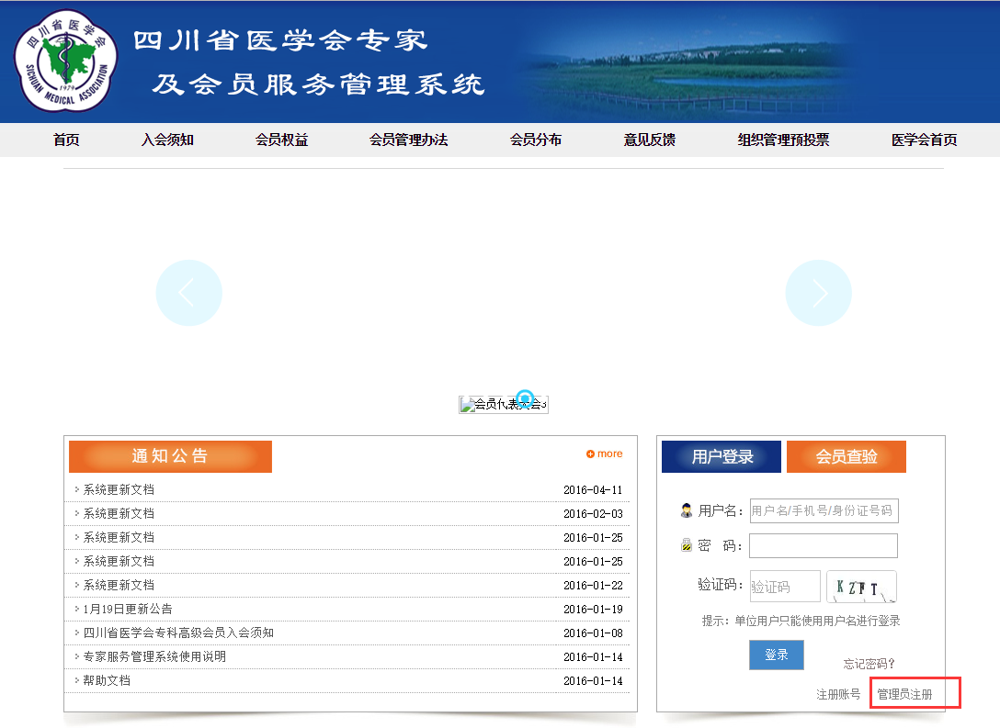 四川省医学会
SICHUAN MEDICAL ASSOCIATION
1979
四川省医学会专家
及会员服务管理系统
首页 入会须知 会员权益 会员管理办法 会员分布 意见反馈 组织管理预投票 医学会首页
通知公告 more
系统更新文档 2016-04-11
系统更新文档 2016-02-03
系统更新文档 2016-01-25
系统更新文档 2016-01-25
系统更新文档 2016-01-22
1月19日更新公告 2016-01-19
四川省医学会专科高级会员入会须知 2016-01-08
专家服务管理系统使用说明 2016-01-14
帮助文档 2016-01-14
用户登录 会员查验
用户名： 用户名/手机号/身份证号码
密 码：
验证码： 验证码 KZFT
提示：单位用户只能使用用户名进行登录
登录
忘记密码？
注册账号 管理员注册